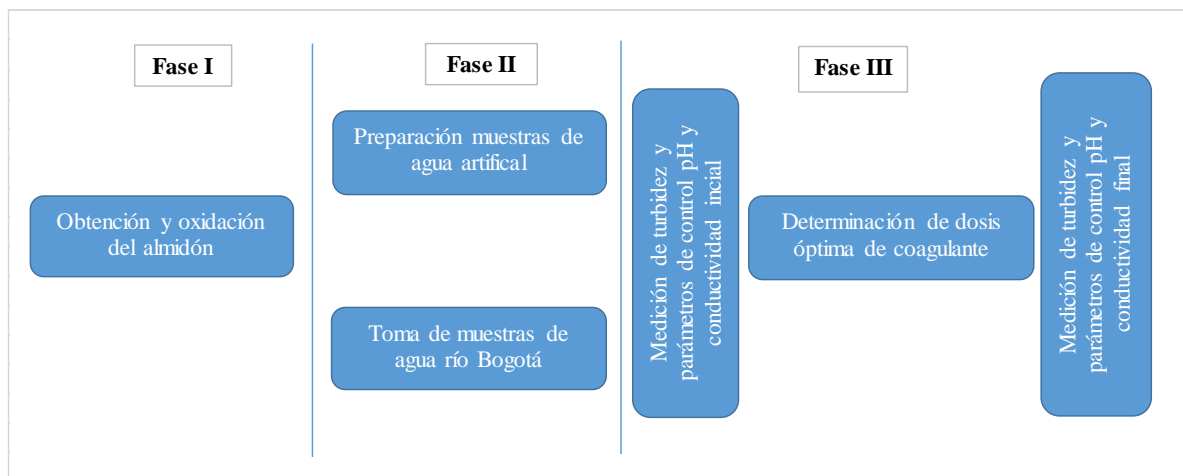 Fase I
Obtención y oxidación
del almidón
Fase II
Preparación muestras de
agua artifical
Toma de muestras de
agua río Bogotá
Fase III
Medición de turbidez y
parámetros de control pH y
conductividad incial
Determinación de dosis
óptima de coagulante
Medición de turbidez y
parámetros de control pH y
conductividad final